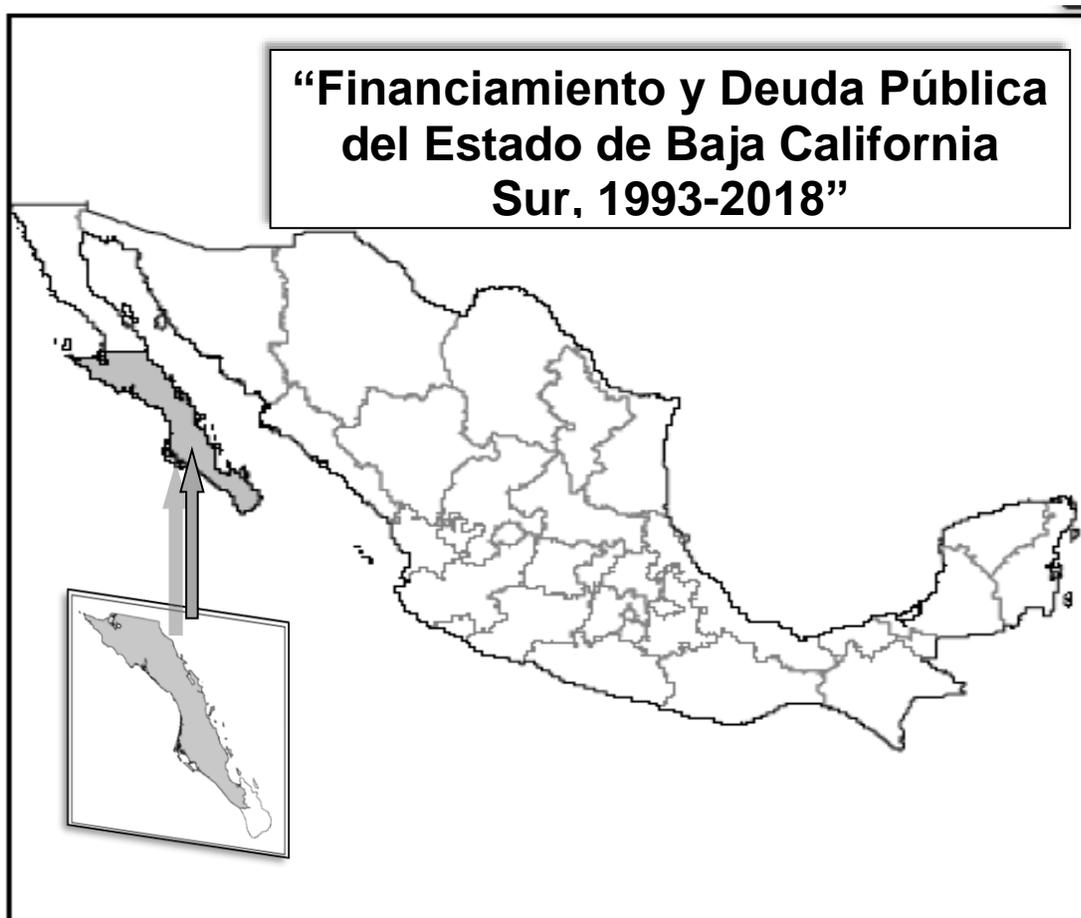 “Financiamiento y Deuda Pública
del Estado de Baja California
Sur, 1993-2018”